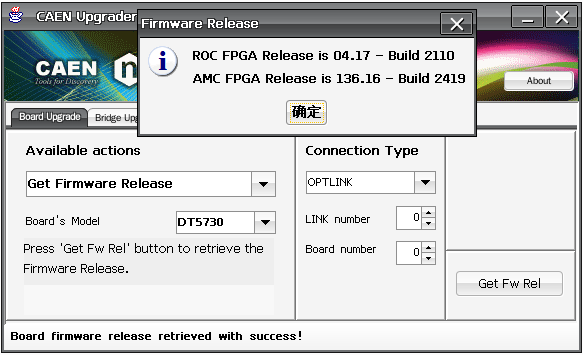 CAEN Upgrader
Firmware Release
ROC FPGA Release is 04.17 - Build 2110
AMC FPGA Release is 136.16 - Build 2419
确定
CAEN n
Tools for Discovery
About
Board Upgrade
Bridge Upg
Available actions
Get Firmware Release
Board's Model
DT5730
Press 'Get Fw Rel' button to retrieve the
Firmware Release.
Connection Type
OPTLINK
LINK number 0
Board number 0
Get Fw Rel
Board firmware release retrieved with success!